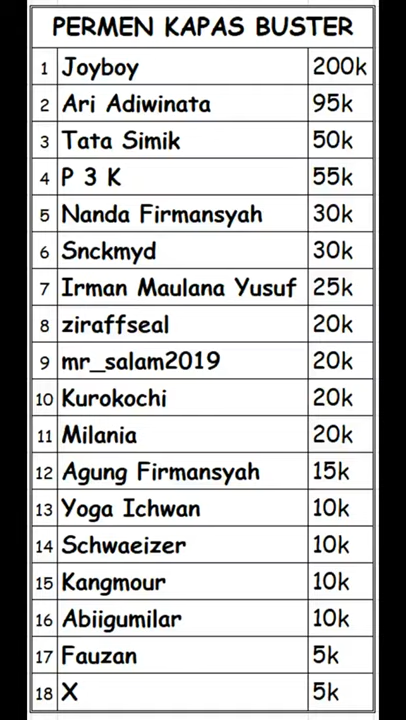 PERMEN KAPAS BUSTER
1 Joyboy 200k
2 Ari Adiwinata 95k
3 Tata Simik 50k
4 P 3 K 55k
5 Nanda Firmansyah 30k
6 Snckmyd 30k
7 Irman Maulana Yusuf 25k
8 ziraffseal 20k
9 mr_salam2019 20k
10 Kurokochi 20k
11 Milania 20k
12 Agung Firmansyah 15k
13 Yoga Ichwan 10k
14 Schwaeizer 10k
15 Kangmour 10k
16 Abiigumilar 10k
17 Fauzan 5k
18 X 5k